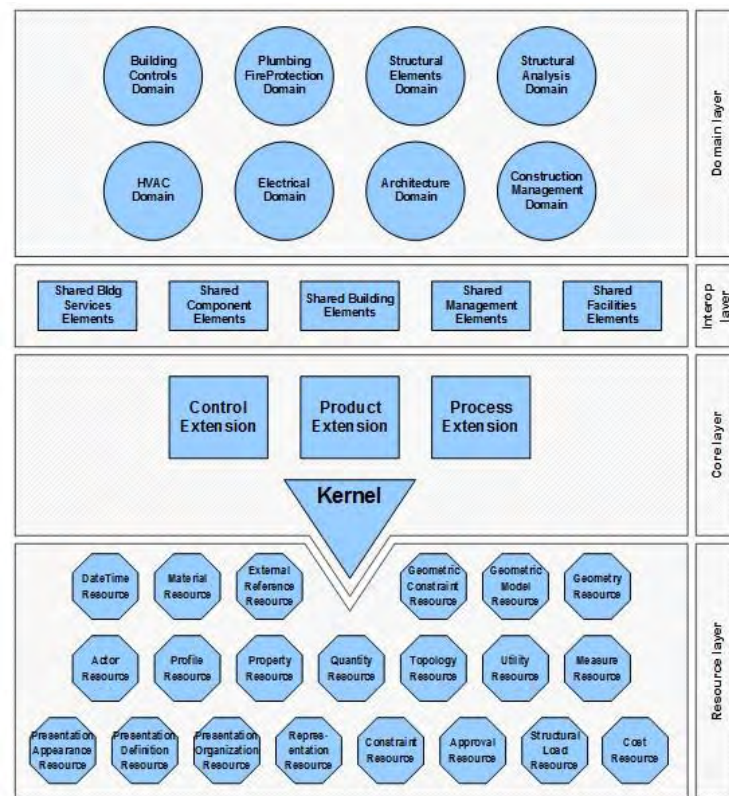 Building
Controls
Domain
Plumbing
FireProtection
Domain
Structural
Elements
Domain
Structural
Analysis
Domain
HVAC
Domain
Electrical
Domain
Architecture
Domain
Construction
Management
Domain
Domain layer
Shared Bldg
Services
Elements
Shared
Component
Elements
Shared Building
Elements
Shared
Management
Elements
Shared
Facilities
Elements
Interop
layer
Control
Extension
Product
Extension
Process
Extension
Kernel
Core layer
DateTime
Resource
Material
Resource
External
Reference
Resource
Geometric
Constraint
Resource
Geometric
Model
Resource
Geometry
Resource
Actor
Resource
Profile
Resource
Property
Resource
Quantity
Resource
Topology
Resource
Utility
Resource
Measure
Resource
Presentation
Appearance
Resource
Presentation
Definition
Resource
Presentation
Organization
Resource
Represe-
entation
Resource
Constraint
Resource
Approval
Resource
Structural
Load
Resource
Cost
Resource
Resource layer